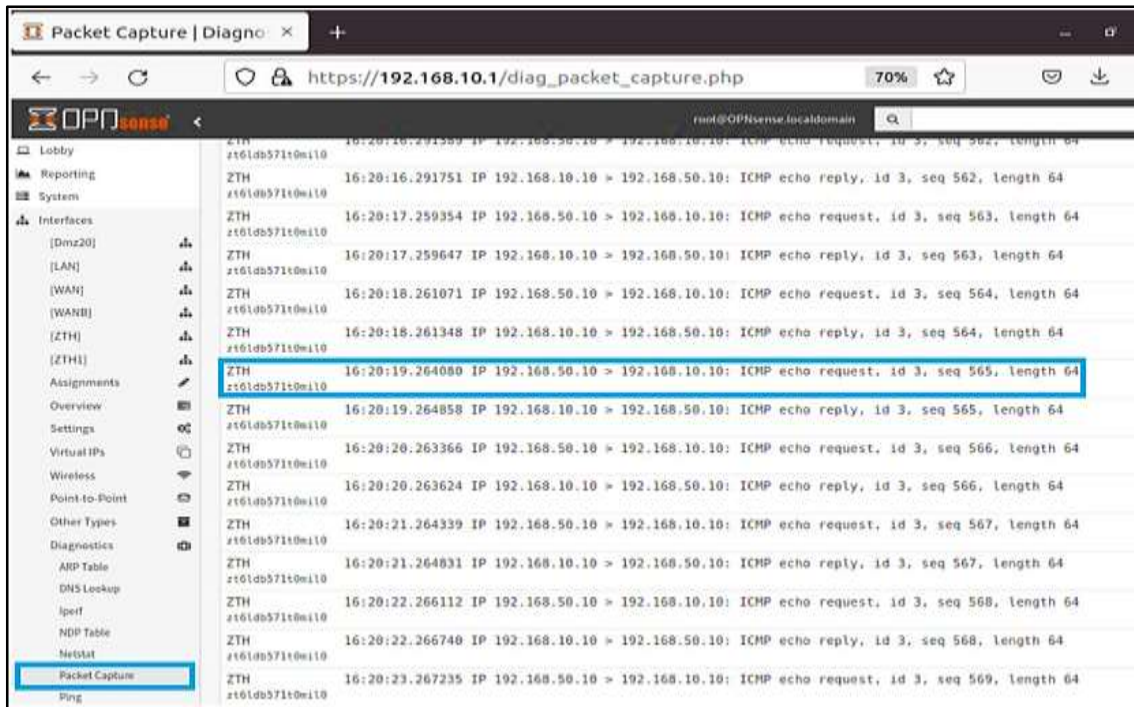 Packet Capture | Diagno
https://192.168.10.1/diag_packet_capture.php
70%
OPNsense
root@OPNsense.localdomain
Lobby
Reporting
System
Interfaces
[Dmz20]
[LAN]
[WAN]
[WANB]
[ZTH]
[ZTH1]
Assignments
Overview
Settings
Virtual IPs
Wireless
Point-to-Point
Other Types
Diagnostics
ARP Table
DNS Lookup
Iperf
NDP Table
Netstat
Packet Capture
Ping
zt6ldb571t0mil0
ZTH 16:20:16.291751 IP 192.168.10.10 > 192.168.50.10: ICMP echo reply, id 3, seq 562, length 64
zt6ldb571t0mil0
ZTH 16:20:17.259354 IP 192.168.50.10 > 192.168.10.10: ICMP echo request, id 3, seq 563, length 64
zt6ldb571t0mil0
ZTH 16:20:17.259647 IP 192.168.10.10 > 192.168.50.10: ICMP echo reply, id 3, seq 563, length 64
zt6ldb571t0mil0
ZTH 16:20:18.261071 IP 192.168.50.10 > 192.168.10.10: ICMP echo request, id 3, seq 564, length 64
zt6ldb571t0mil0
ZTH 16:20:18.261348 IP 192.168.10.10 > 192.168.50.10: ICMP echo reply, id 3, seq 564, length 64
zt6ldb571t0mil0
ZTH 16:20:19.264080 IP 192.168.50.10 > 192.168.10.10: ICMP echo request, id 3, seq 565, length 64
zt6ldb571t0mil0
ZTH 16:20:19.264858 IP 192.168.10.10 > 192.168.50.10: ICMP echo reply, id 3, seq 565, length 64
zt6ldb571t0mil0
ZTH 16:20:20.263366 IP 192.168.50.10 > 192.168.10.10: ICMP echo request, id 3, seq 566, length 64
zt6ldb571t0mil0
ZTH 16:20:20.263624 IP 192.168.10.10 > 192.168.50.10: ICMP echo reply, id 3, seq 566, length 64
zt6ldb571t0mil0
ZTH 16:20:21.264339 IP 192.168.50.10 > 192.168.10.10: ICMP echo request, id 3, seq 567, length 64
zt6ldb571t0mil0
ZTH 16:20:21.264831 IP 192.168.10.10 > 192.168.50.10: ICMP echo reply, id 3, seq 567, length 64
zt6ldb571t0mil0
ZTH 16:20:22.266112 IP 192.168.50.10 > 192.168.10.10: ICMP echo request, id 3, seq 568, length 64
zt6ldb571t0mil0
ZTH 16:20:22.266740 IP 192.168.10.10 > 192.168.50.10: ICMP echo reply, id 3, seq 568, length 64
zt6ldb571t0mil0
ZTH 16:20:23.267235 IP 192.168.50.10 > 192.168.10.10: ICMP echo request, id 3, seq 569, length 64
zt6ldb571t0mil0